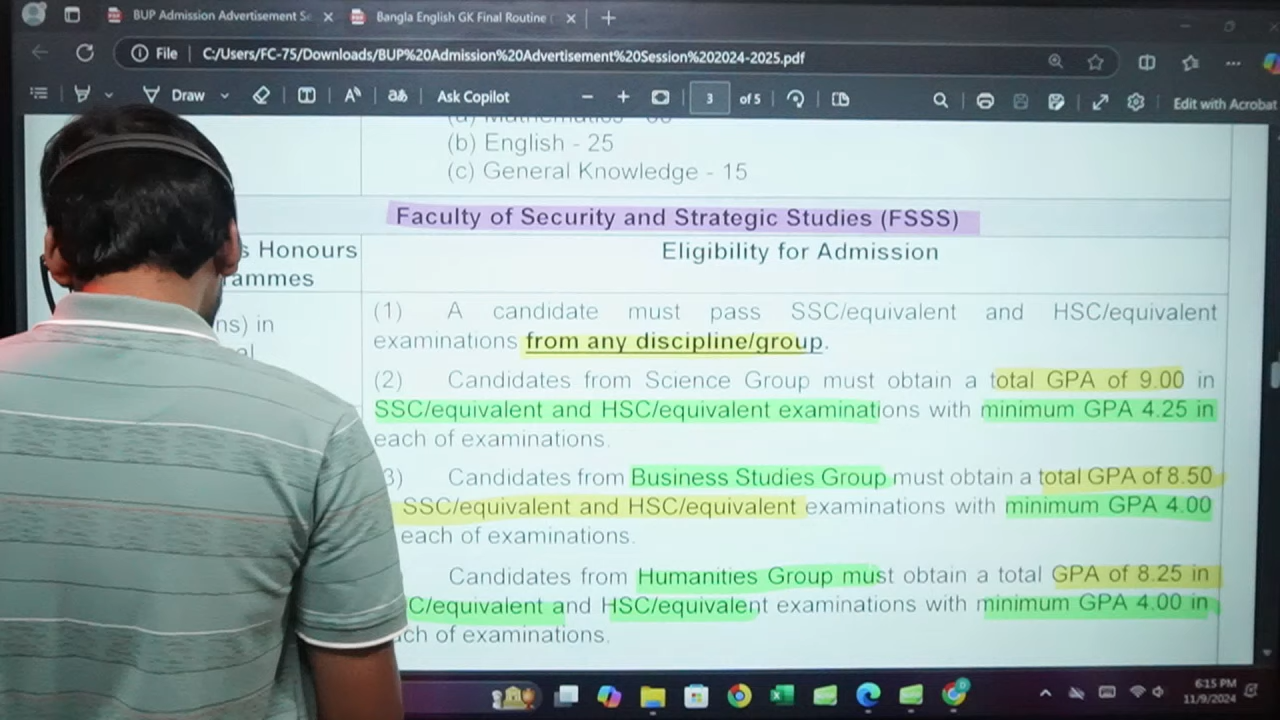 BUP Admission Advertisement Se
Bangla English GK Final Routine
File
C:/Users/FC-75/Downloads/BUP%20Admission%20Advertisement%20Session%202024-2025.pdf
Draw
Ask Copilot
3 of 5
Edit with Acrobat
(a) Mathematics
(b) English - 25
(c) General Knowledge - 15
Faculty of Security and Strategic Studies (FSSS)
s Honours
rammes
Eligibility for Admission
ns) in
(1) A candidate must pass SSC/equivalent and HSC/equivalent
examinations from any discipline/group.
(2) Candidates from Science Group must obtain a total GPA of 9.00 in
SSC/equivalent and HSC/equivalent examinations with minimum GPA 4.25 in
each of examinations.
3) Candidates from Business Studies Group must obtain a total GPA of 8.50
SSC/equivalent and HSC/equivalent examinations with minimum GPA 4.00
each of examinations.
Candidates from Humanities Group must obtain a total GPA of 8.25 in
C/equivalent and HSC/equivalent examinations with minimum GPA 4.00 in
ch of examinations.
6:15 PM
11/9/2024